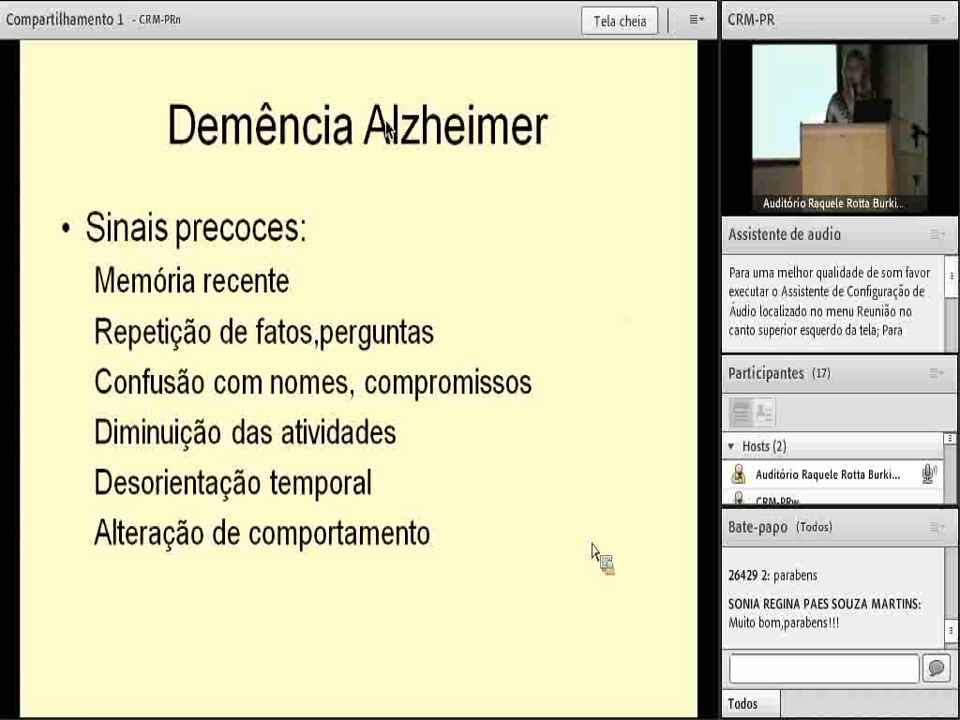 Compartilhamento 1 - CRM-PRn
Tela cheia
Demência Alzheimer
• Sinais precoces:
Memória recente
Repetição de fatos,perguntas
Confusão com nomes, compromissos
Diminuição das atividades
Desorientação temporal
Alteração de comportamento
CRM-PR
Auditório Raquele Rotta Burki...
Assistente de audio
Para uma melhor qualidade de som favor
executar o Assistente de Configuração de
Áudio localizado no menu Reunião no
canto superior esquerdo da tela; Para
Participantes (17)
Hosts (2)
Auditório Raquele Rotta Burki...
CRM-PRw
Bate-papo (Todos)
26429 2: parabens
SONIA REGINA PAES SOUZA MARTINS:
Muito bom,parabens!!!
Todos